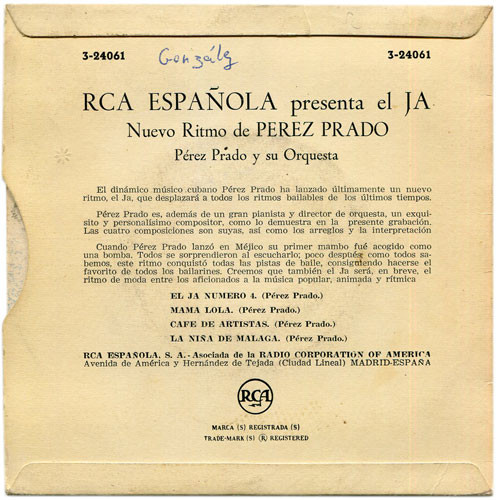 3-24061 Gonzálz 3-24061
RCA ESPAÑOLA presenta el JA
Nuevo Ritmo de PEREZ PRADO
Pérez Prado y su Orquesta
El dinámico músico cubano Pérez Prado ha lanzado últimamente un nuevo
ritmo, el Ja, que desplazará a todos los ritmos bailables de los últimos tiempos.
Pérez Prado es, además de un gran pianista y director de orquesta, un exqui-
sito y personalísimo compositor, como lo demuestra en la presente grabación.
Las cuatro composiciones son suyas, así como los arreglos y la interpretación
Cuando Pérez Prado lanzó en Méjico su primer mambo fué acogido como
una bomba. Todos se sorprendieron al escucharlo; poco después como todos sa-
bemos, este ritmo conquistó todas las pistas de baile, consiguiendo hacerse el
favorito de todos los bailarines. Creemos que también el Ja será, en breve, el
ritmo de moda entre los aficionados a la música popular, animada y rítmica
EL JA NUMERO 4. (Pérez Prado.)
MAMA LOLA. (Pérez Prado.)
CAFE DE ARTISTAS. (Pérez Prado.)
LA NIÑA DE MALAGA. (Pérez Prado.)
RCA ESPAÑOLA, S. A.-Asociada de la RADIO CORPORATION OF AMERICA
Avenida de América y Hernández de Tejada (Ciudad Lineal) MADRID-ESPAÑA
RCA
MARCA (S) REGISTRADA (S)
TRADE-MARK (S) ® REGISTERED